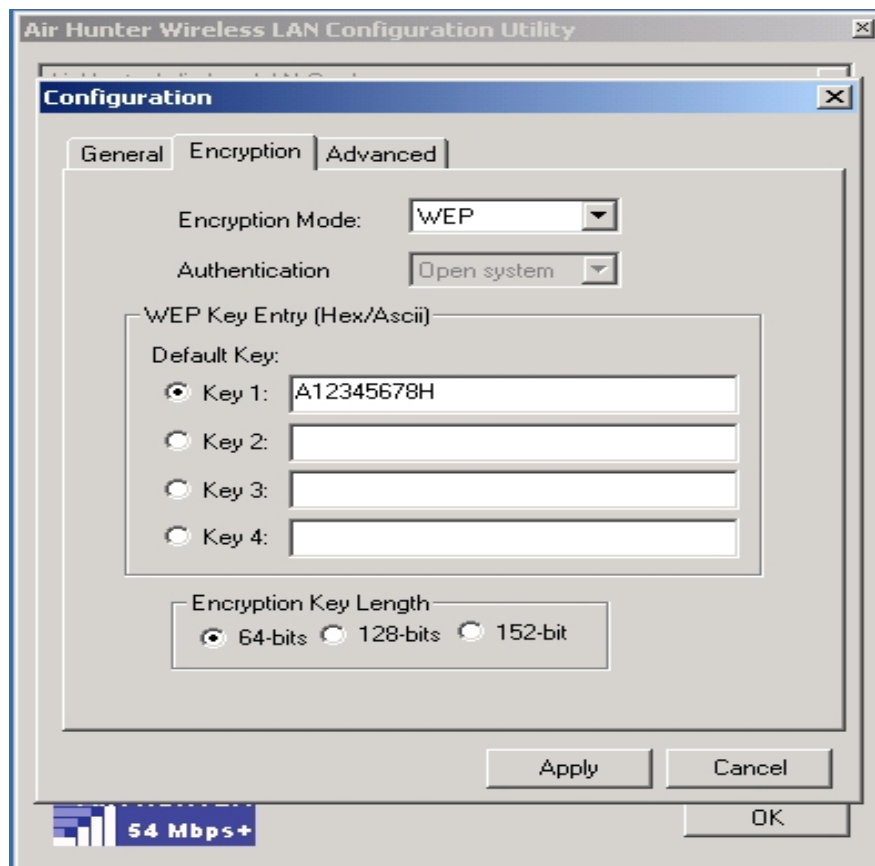 Air Hunter Wireless LAN Configuration Utility
Configuration
General Encryption Advanced
Encryption Mode: WEP
Authentication Open system
WEP Key Entry (Hex/Ascii)
Default Key:
Key 1: A12345678H
Key 2:
Key 3:
Key 4:
Encryption Key Length
64-bits 128-bits 152-bit
Apply Cancel
OK
54 Mbps+